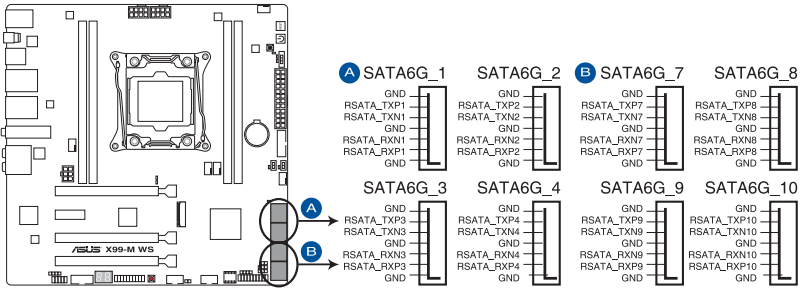 A SATA6G_1
GND
RSATA_TXP1
RSATA_TXN1
GND
RSATA_RXN1
RSATA_RXP1
GND
SATA6G_2
GND
RSATA_TXP2
RSATA_TXN2
GND
RSATA_RXN2
RSATA_RXP2
GND
B SATA6G_7
GND
RSATA_TXP7
RSATA_TXN7
GND
RSATA_RXN7
RSATA_RXP7
GND
SATA6G_8
GND
RSATA_TXP8
RSATA_TXN8
GND
RSATA_RXN8
RSATA_RXP8
GND
SATA6G_3
GND
RSATA_TXP3
RSATA_TXN3
GND
RSATA_RXN3
RSATA_RXP3
GND
SATA6G_4
GND
RSATA_TXP4
RSATA_TXN4
GND
RSATA_RXN4
RSATA_RXP4
GND
SATA6G_9
GND
RSATA_TXP9
RSATA_TXN9
GND
RSATA_RXN9
RSATA_RXP9
GND
SATA6G_10
GND
RSATA_TXP10
RSATA_TXN10
GND
RSATA_RXN10
RSATA_RXP10
GND
A
B
ASUS X99-M WS